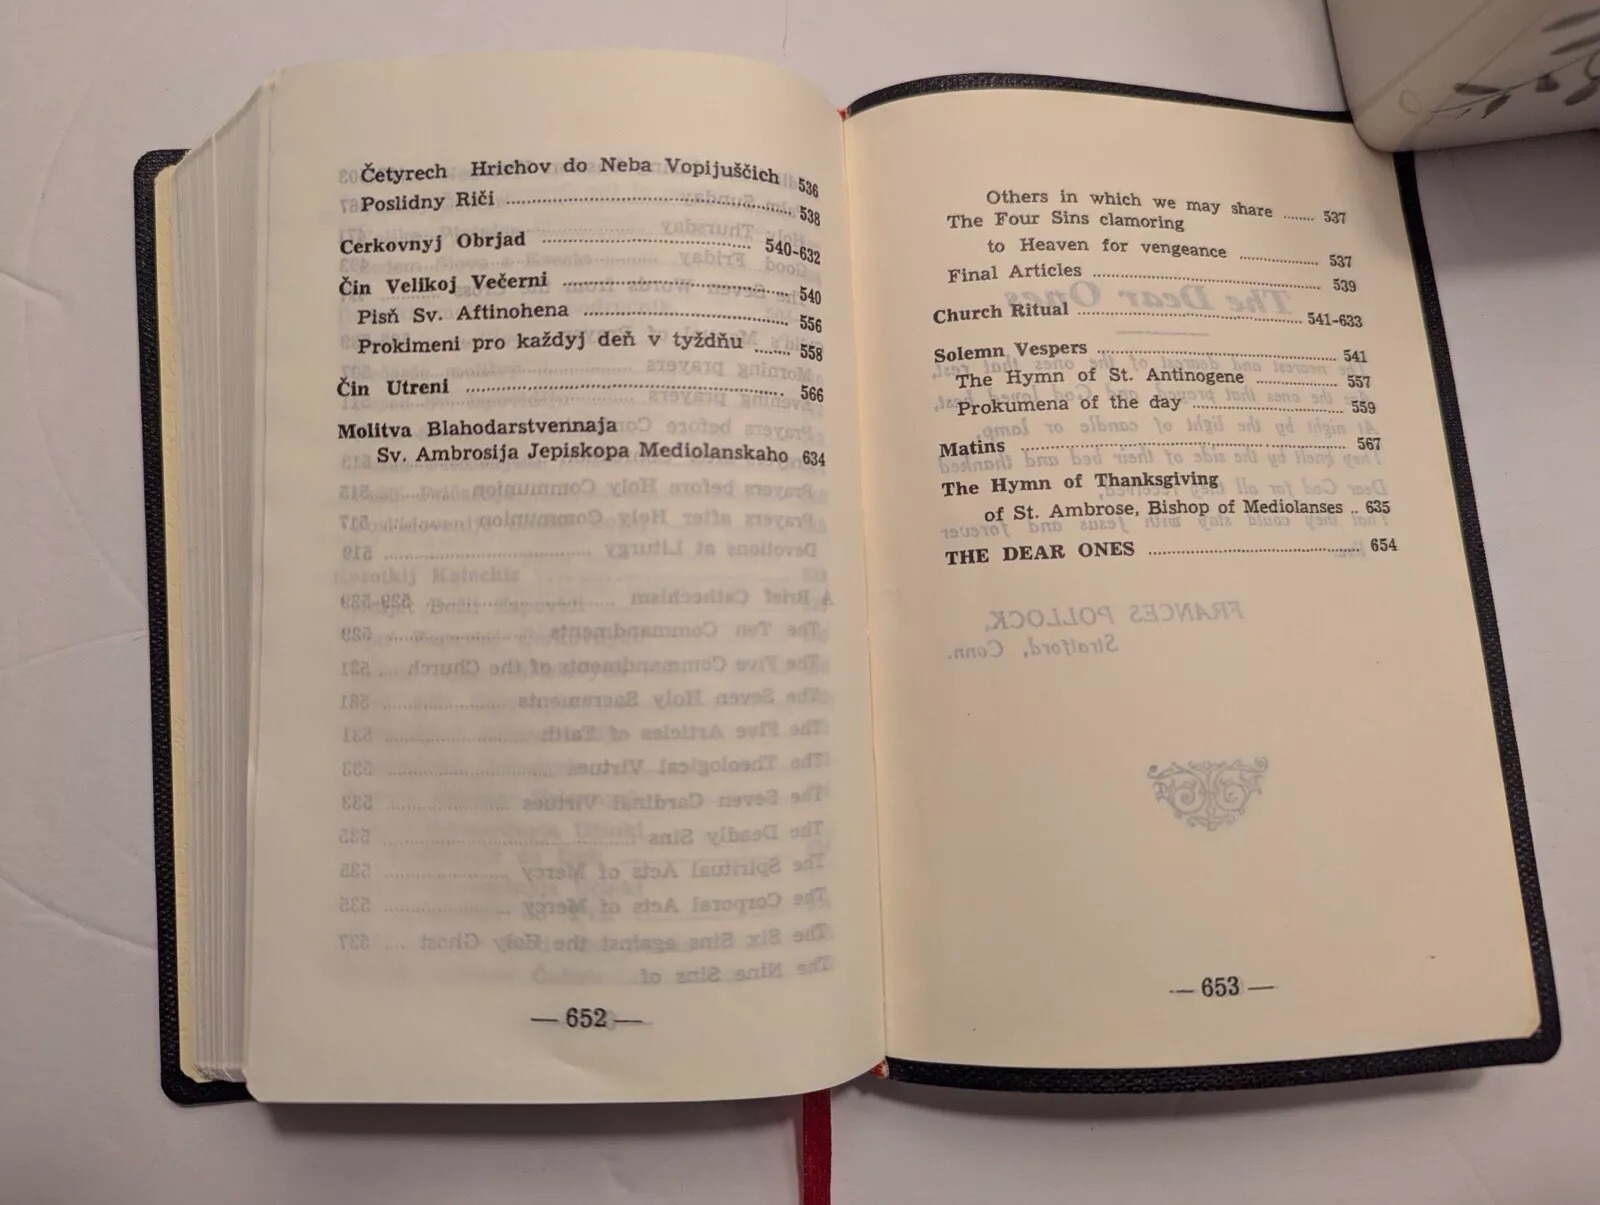 Četyrech Hrichov do Neba Vopijuščich 536
Poslidny Riči ........ 538
Cerkovnyj Obrjad ........ 540-632
Čin Velikoj Večerni ........ 540
Pisň Sv. Aftinohena ........ 556
Prokimeni pro každyj deň v tyždňu ........ 558
Čin Utreni ........ 566
Molitva Blahodarstvennaja
Sv. Ambrosija Jepiskopa Mediolanskaho 634
— 652 —
Others in which we may share ........ 537
The Four Sins clamoring
to Heaven for vengeance ........ 537
Final Articles ........ 539
Church Ritual ........ 541-633
Solemn Vespers ........ 541
The Hymn of St. Antinogene ........ 557
Prokumena of the day ........ 559
Matins ........ 567
The Hymn of Thanksgiving
of St. Ambrose, Bishop of Mediolanses .. 635
THE DEAR ONES ........ 654
— 653 —